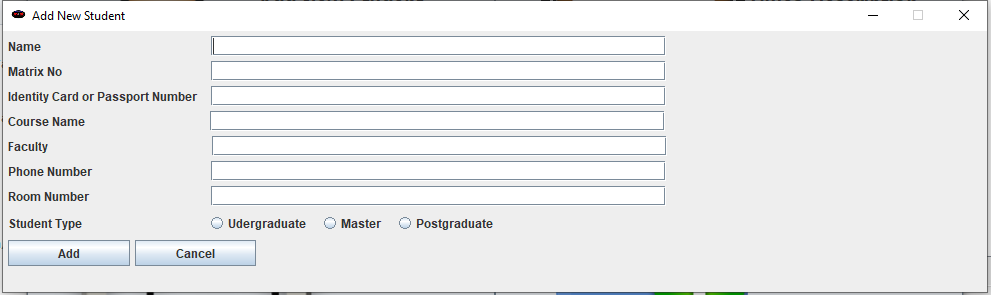 Add New Student
Name
Matrix No
Identity Card or Passport Number
Course Name
Faculty
Phone Number
Room Number
Student Type Udergraduate Master Postgraduate
Add Cancel